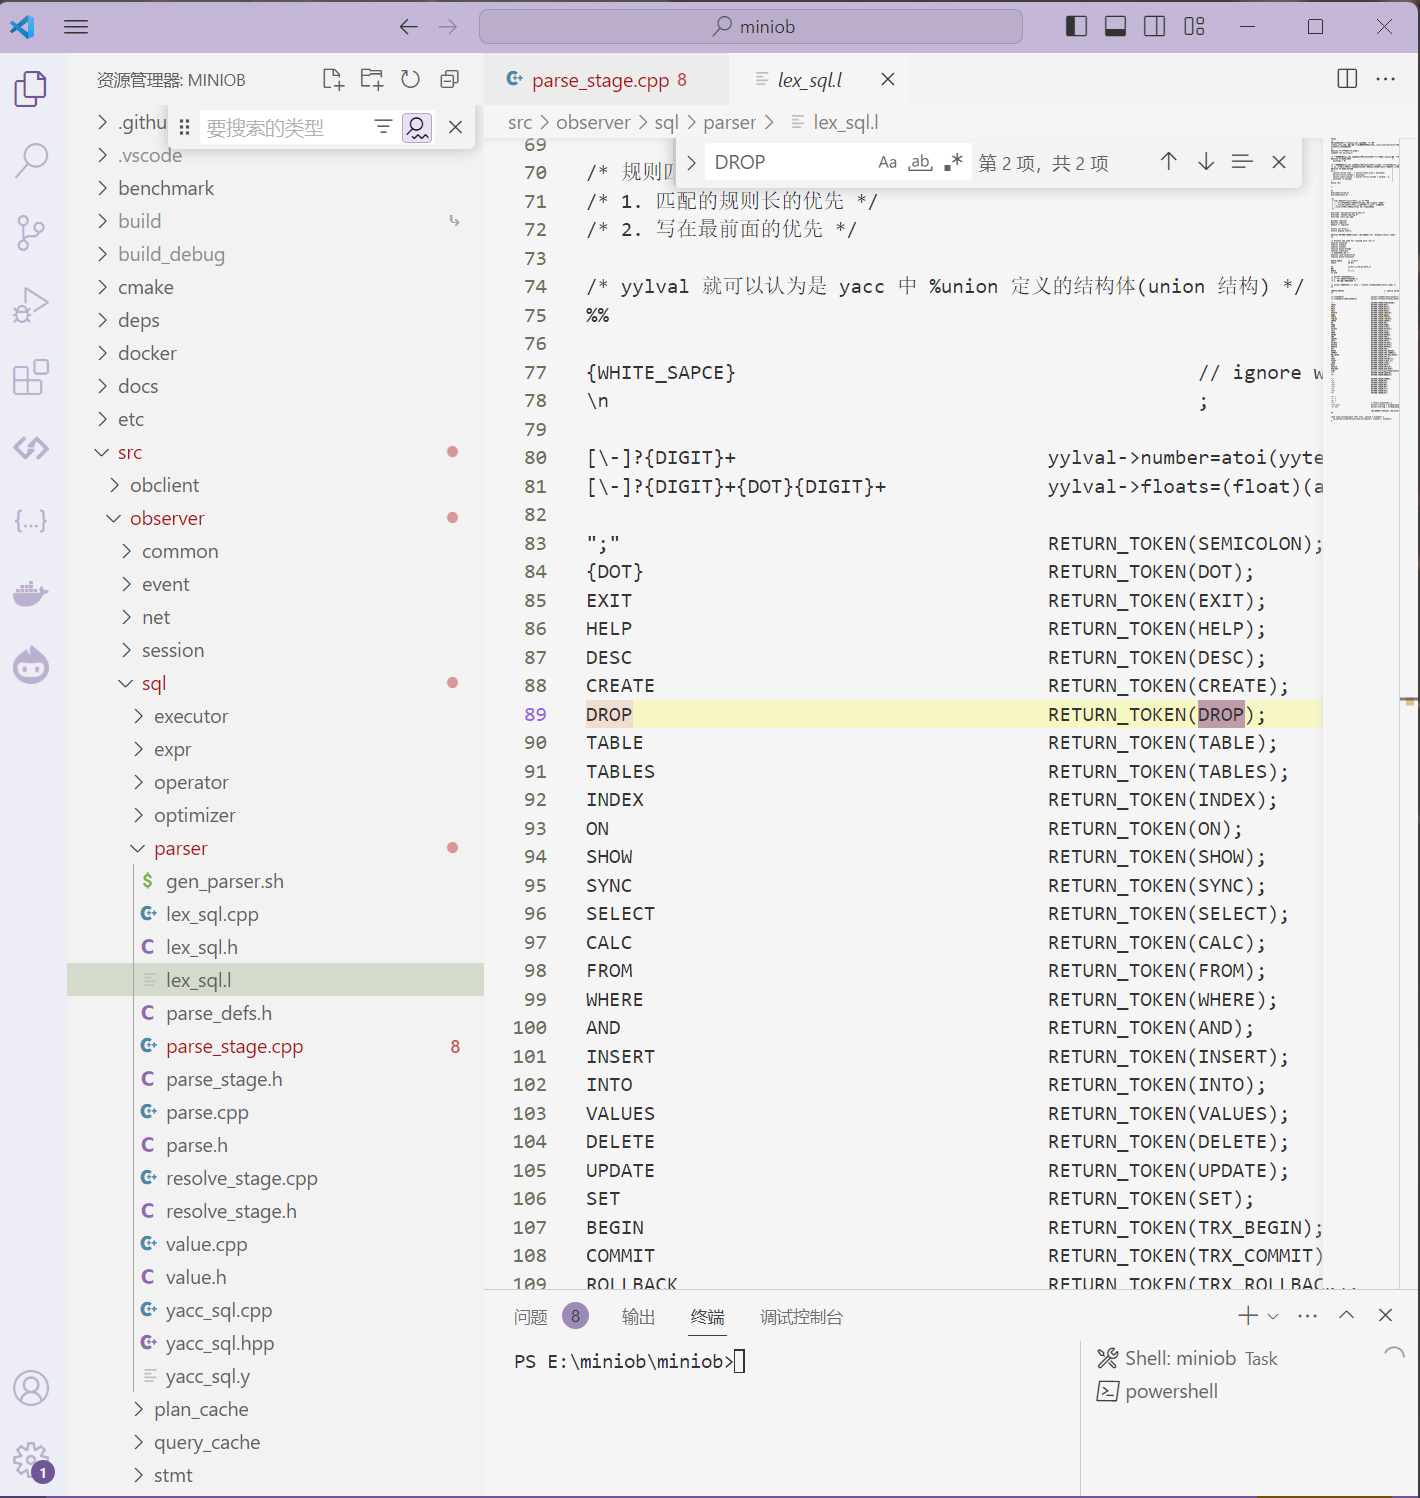 miniob
资源管理器: MINIOB
要搜索的类型
.githu
.vscode
benchmark
build
build_debug
cmake
deps
docker
docs
etc
src
obclient
observer
common
event
net
session
sql
executor
expr
operator
optimizer
parser
gen_parser.sh
lex_sql.cpp
lex_sql.h
lex_sql.l
parse_defs.h
parse_stage.cpp 8
parse_stage.h
parse.cpp
parse.h
resolve_stage.cpp
resolve_stage.h
value.cpp
value.h
yacc_sql.cpp
yacc_sql.hpp
yacc_sql.y
plan_cache
query_cache
stmt
1
parse_stage.cpp 8
lex_sql.l
src > observer > sql > parser > lex_sql.l
DROP Aa ab .* 第 2 项, 共 2 项
69
70 /* 规则匹
71 /* 1. 匹配的规则长的优先 */
72 /* 2. 写在最前面的优先 */
73
74 /* yylval 就可以认为是 yacc 中 %union 定义的结构体(union 结构) */
75 %%
76
77 {WHITE_SAPCE} // ignore w
78 \n ;
79
80 [\-]?{DIGIT}+ yylval->number=atoi(yyte
81 [\-]?{DIGIT}+{DOT}{DIGIT}+ yylval->floats=(float)(a
82
83 ";" RETURN_TOKEN(SEMICOLON);
84 {DOT} RETURN_TOKEN(DOT);
85 EXIT RETURN_TOKEN(EXIT);
86 HELP RETURN_TOKEN(HELP);
87 DESC RETURN_TOKEN(DESC);
88 CREATE RETURN_TOKEN(CREATE);
89 DROP RETURN_TOKEN(DROP);
90 TABLE RETURN_TOKEN(TABLE);
91 TABLES RETURN_TOKEN(TABLES);
92 INDEX RETURN_TOKEN(INDEX);
93 ON RETURN_TOKEN(ON);
94 SHOW RETURN_TOKEN(SHOW);
95 SYNC RETURN_TOKEN(SYNC);
96 SELECT RETURN_TOKEN(SELECT);
97 CALC RETURN_TOKEN(CALC);
98 FROM RETURN_TOKEN(FROM);
99 WHERE RETURN_TOKEN(WHERE);
100 AND RETURN_TOKEN(AND);
101 INSERT RETURN_TOKEN(INSERT);
102 INTO RETURN_TOKEN(INTO);
103 VALUES RETURN_TOKEN(VALUES);
104 DELETE RETURN_TOKEN(DELETE);
105 UPDATE RETURN_TOKEN(UPDATE);
106 SET RETURN_TOKEN(SET);
107 BEGIN RETURN_TOKEN(TRX_BEGIN);
108 COMMIT RETURN_TOKEN(TRX_COMMIT)
109 ROLLBACK RETURN_TOKEN(TRX_ROLLBAC
问题 8 输出 终端 调试控制台
PS E:\miniob\miniob>
Shell: miniob Task
powershell